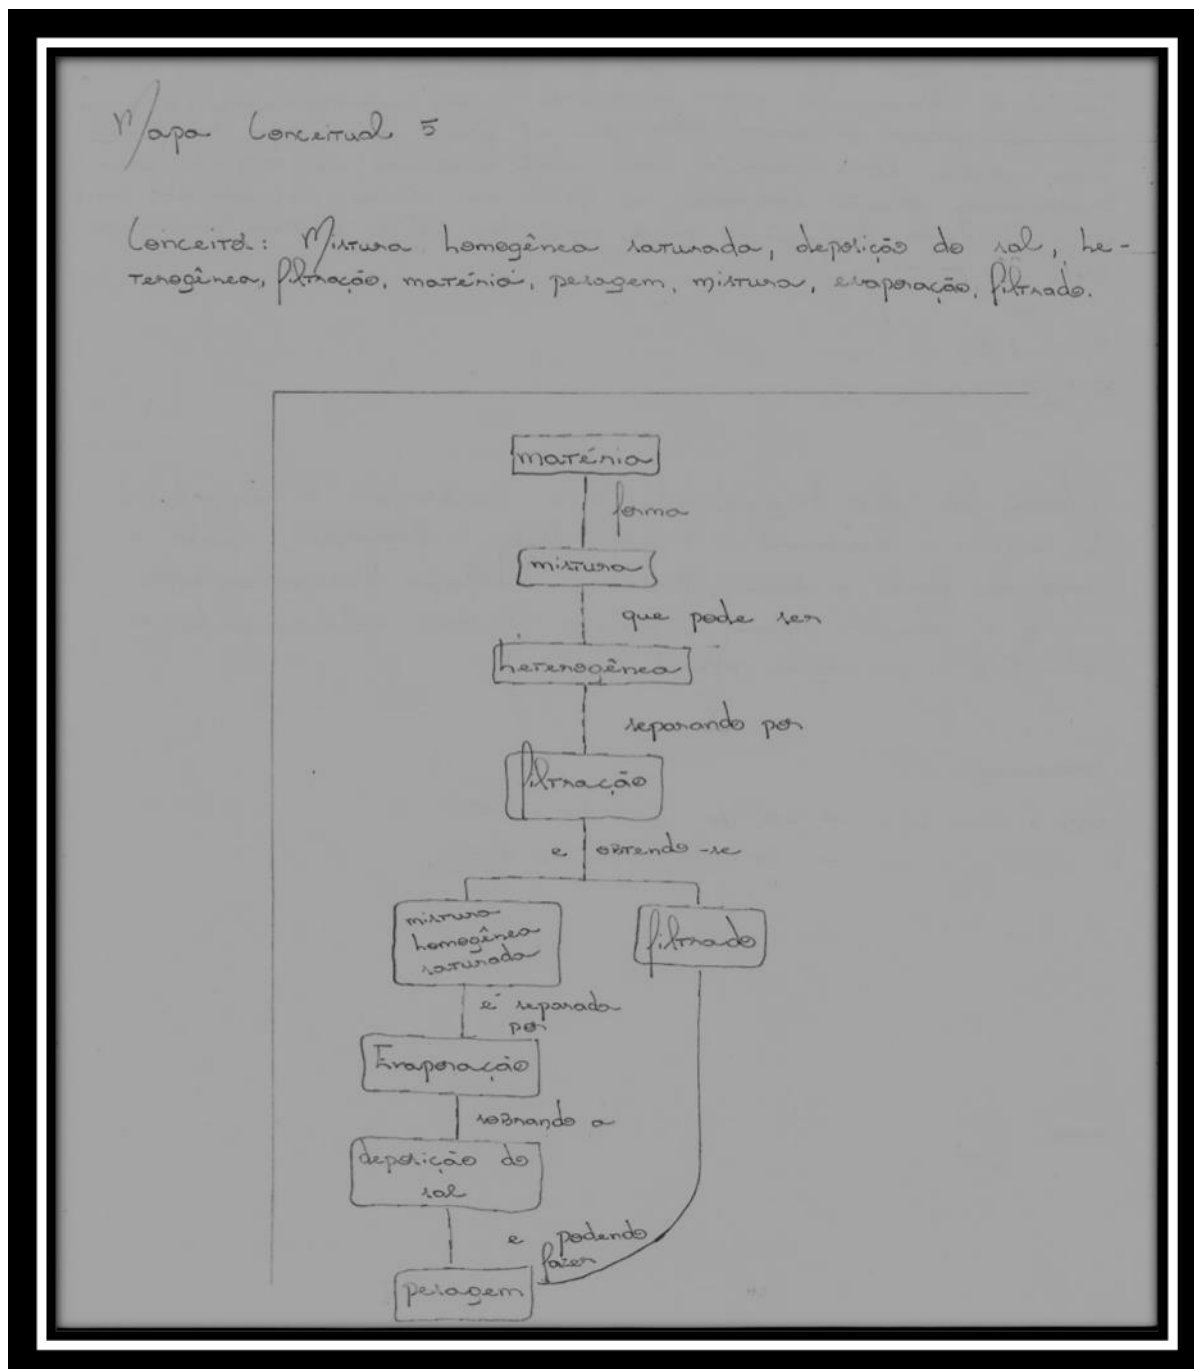 Mapa Conceitual 5
Conceito: Mistura homogênea saturada, deposição do sal, he-
terogênea, filtração, matéria, pesagem, mistura, evaporação, filtrado.
matéria
forma
mistura
que pode ser
heterogênea
separando por
filtração
e obtendo-se
mistura
homogênea
saturada
filtrado
é separada
por
Evaporação
sobrando a
deposição do
sal
e podendo
fazer
pesagem